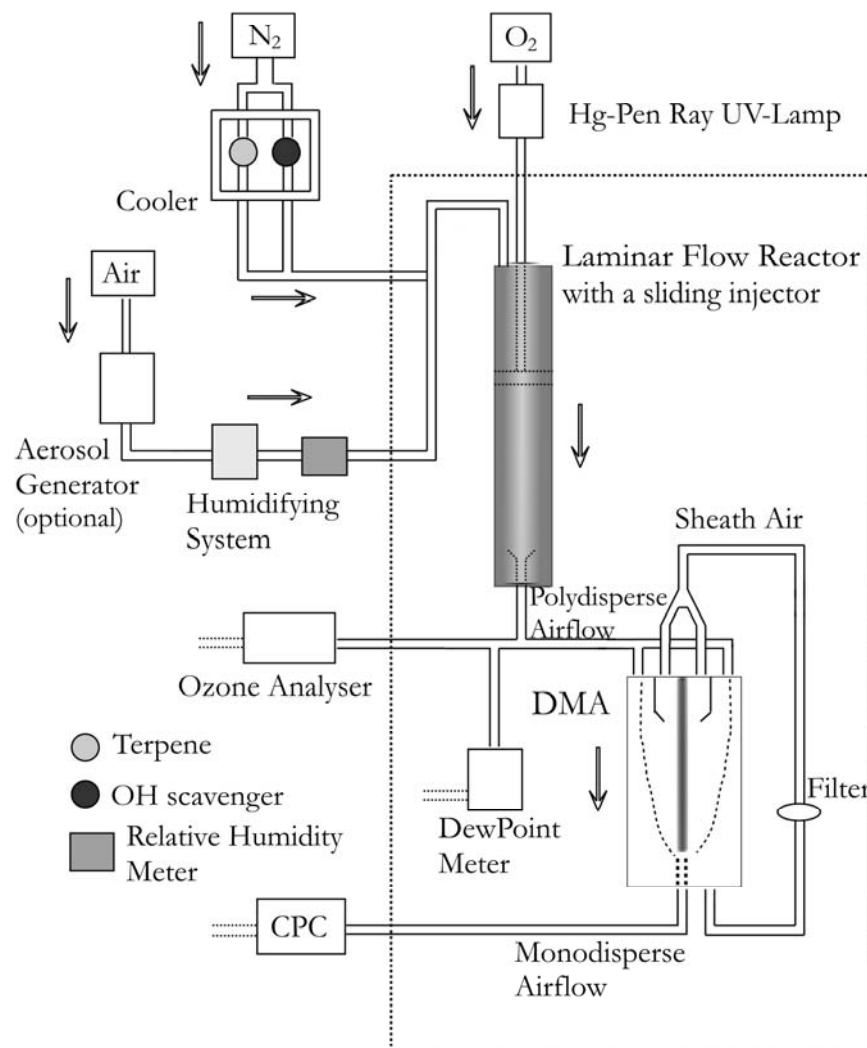 N2
O2
Hg-Pen Ray UV-Lamp
Cooler
Air
Laminar Flow Reactor
with a sliding injector
Aerosol
Generator
(optional)
Humidifying
System
Sheath Air
Polydisperse
Airflow
Ozone Analyser
DMA
Terpene
OH scavenger
Relative Humidity
Meter
DewPoint
Meter
Filter
CPC
Monodisperse
Airflow